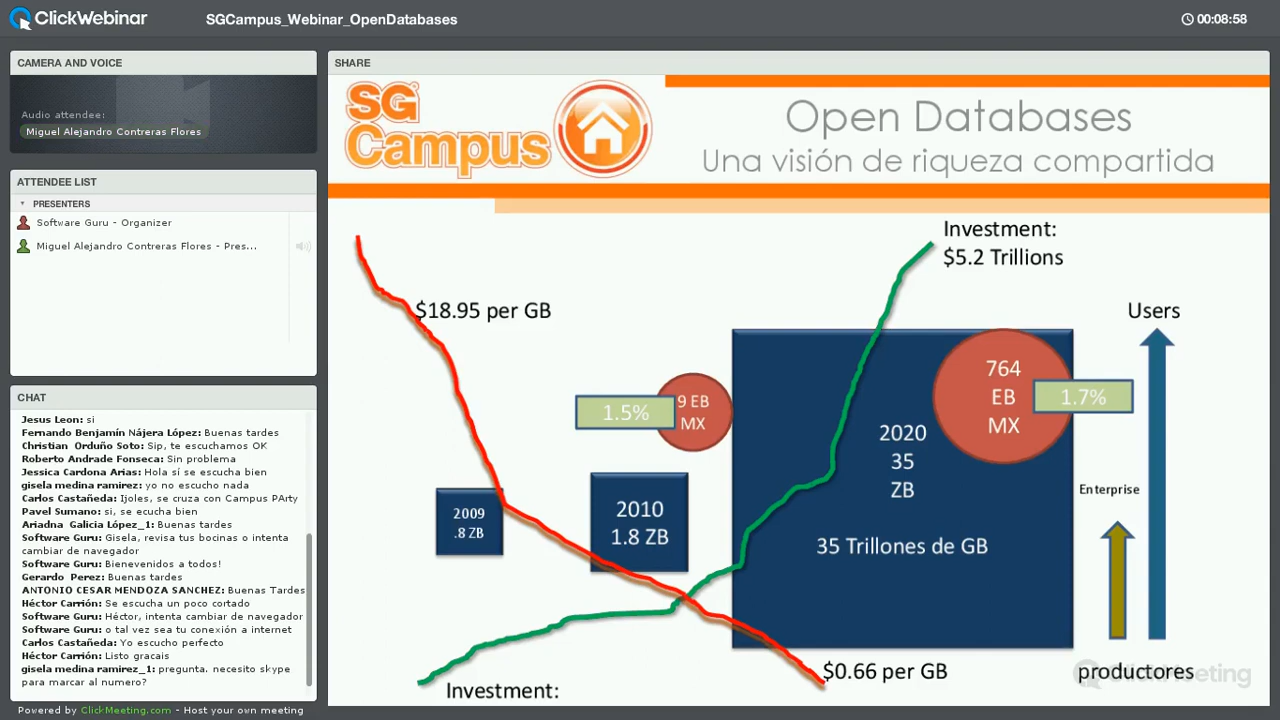 ClickWebinar
SGCampus_Webinar_OpenDatabases
00:08:58
CAMERA AND VOICE
Audio attendee:
Miguel Alejandro Contreras Flores
ATTENDEE LIST
PRESENTERS
Software Guru - Organizer
Miguel Alejandro Contreras Flores - Pres...
CHAT
Jesus Leon: si
Fernando Benjamín Nájera López: Buenas tardes
Christian Orduño Soto: Sip, te escuchamos OK
Roberto Andrade Fonseca: Sin problema
Jessica Cardona Arias: Hola sí se escucha bien
gisela medina ramirez: yo no escucho nada
Carlos Castañeda: Ijoles, se cruza con Campus PArty
Pavel Sumano: si, se ecucha bien
Ariadna Galicia López_1: Buenas tardes
Software Guru: Gisela, revisa tus bocinas o intenta
cambiar de navegador
Software Guru: Bienevenidos a todos!
Gerardo Perez: Buenas tardes
ANTONIO CESAR MENDOZA SANCHEZ: Buenas Tardes
Héctor Carrión: Se escucha un poco cortado
Software Guru: Héctor, intenta cambiar de navegador
Software Guru: o tal vez sea tu conexión a internet
Carlos Castañeda: Yo escucho perfecto
Héctor Carrión: Listo gracais
gisela medina ramirez_1: pregunta. necesito skype
para marcar al numero?
Powered by ClickMeeting.com - Host your own meeting
SHARE
SG
Campus
Open Databases
Una visión de riqueza compartida
Investment:
$5.2 Trillions
$18.95 per GB
Users
764
EB
MX
1.7%
1.5%
9 EB
MX
2020
35
ZB
Enterprise
2009
.8 ZB
2010
1.8 ZB
35 Trillones de GB
$0.66 per GB
productores
ClickMeeting
Investment: